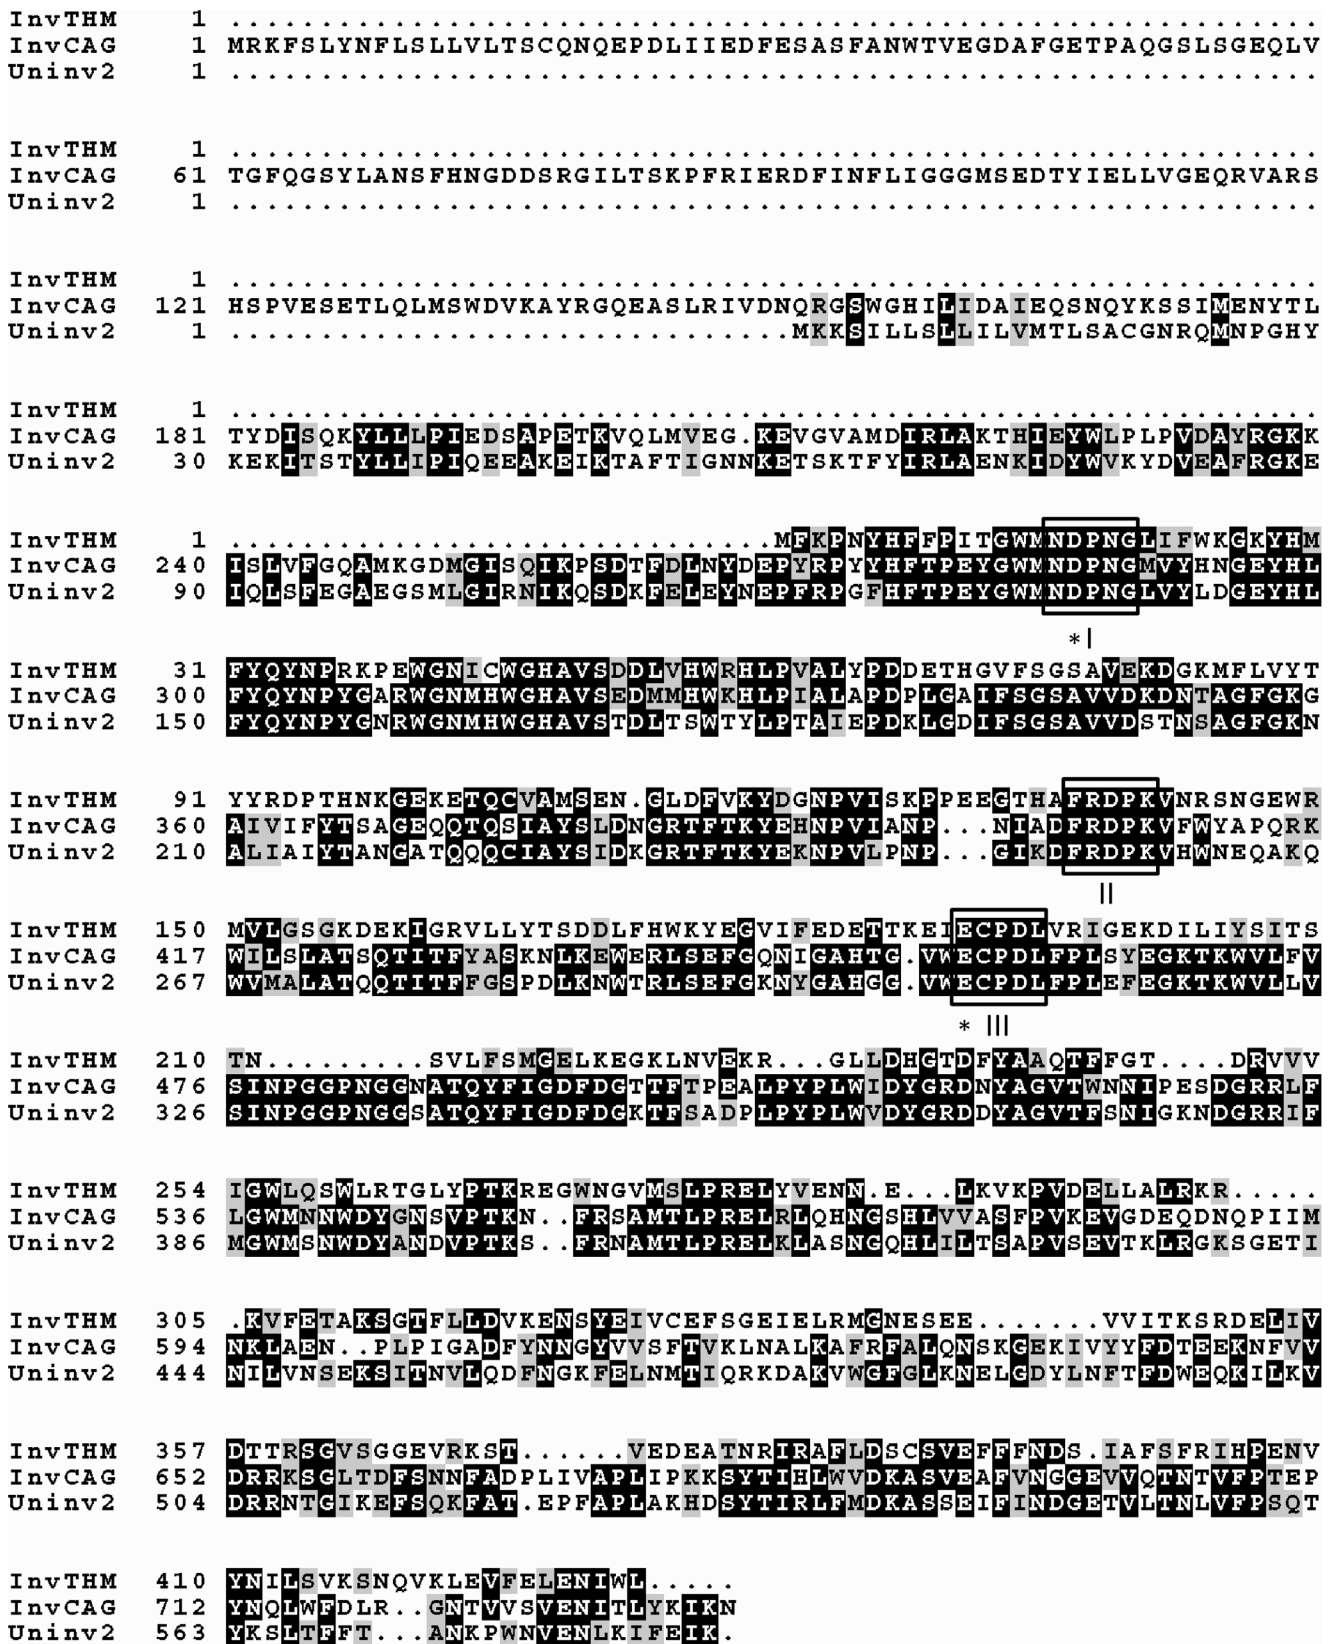 InvTHM 1 ............................................................
InvCAG 1 MRKFSLYNFLSLLVLTSCQNQEPDLIIEDFESASFANWTVEGDAFGETPAQGSLSGEQLV
Uninv2 1 ............................................................
InvTHM 1 ............................................................
InvCAG 61 TGFQGSYLANSFHNGDDSRGILTSKPFRIERDFINFLIGGGMSEDTYIELLVGEQRVARS
Uninv2 1 ............................................................
InvTHM 1 ............................................................
InvCAG 121 HSPVESETLQLMSWDVKAYRGQEASLRIVDNQRGSWGHILIDAIEQSNQYKSSIMENYTL
Uninv2 1 ...............................MKKSILLSLLILVMTLSACGNRQMNPGHY
InvTHM 1 ............................................................
InvCAG 181 TYDISQKYLLLPIEDSAPETKVQLMVEG.KEVGVAMDIRLAKTHIEYWLPLPVDAYRGKK
Uninv2 30 KEKITSTYLLIPIQEEAKEIKTAFTIGNNKETSKTFYIRLAENKIDYWVKYDVEAFRGKE
InvTHM 1 ..............................MFKPNYHFFPITGWMNDPNGLIFWKGKYHM
InvCAG 240 ISLVFGQAMKGDMGISQIKPSDTFDLNYDEPYRPYYHFTPEYGWMNDPNGMVYHNGEYHL
Uninv2 90 IQLSFEGAEGSMLGIRNIKQSDKFELEYNEPFRPGFHFTPEYGWMNDPNGLVYLDGEYHL
* I
InvTHM 31 FYQYNPRKPEWGNICWGHAVSDDLVHWRHLPVALYPDDETHGVFSGSAVEKDGKMFLVYT
InvCAG 300 FYQYNPYGARWGNMHWGHAVSEDMMHWKHLPIALAPDPLGAIFSGSAVVDKDNTAGFGKG
Uninv2 150 FYQYNPYGNRWGNMHWGHAVSTDLTSWTYLPTAIEPDKLGDIFSGSAVVDSTNSAGFGKN
InvTHM 91 YYRDPTHNKGEKETQCVAMSEN.GLDFVKYDGNPVISKPPEEGTHAFRDPKVNRSNGEWR
InvCAG 360 AIVIFYTSAGEQQTQSIAYSLDNGRTFTKYEHNPVIANP...NIADFRDPKVFWYAPQRK
Uninv2 210 ALIAIYTANGATQQQCIAYSIDKGRTFTKYEKNPVLPNP...GIKDFRDPKVHWNEQAKQ
II
InvTHM 150 MVLGSGKDEKIGRVLLYTSDDLFHWKYEGVIFEDETTKEIECPDLVRIGEKDILIYSITS
InvCAG 417 WILSLATSQTITFYASKNLKEWERLSEFGQNIGAHTG.VWECPDLFPLSYEGKTKWVLFV
Uninv2 267 WVMALATQQTITFFGSPDLKNWTRLSEFGKNYGAHGG.VWECPDLFPLEFEGKTKWVLLV
* III
InvTHM 210 TN.........SVLFSMGELKEGKLNVEKR...GLLDHGTDFYAAQTFFGT....DRVVV
InvCAG 476 SINPGGPNGGNATQYFIGDFDGTTFTPEALPYPLWIDYGRDNYAGVTWNNIPESDGRRLF
Uninv2 326 SINPGGPNGGSATQYFIGDFDGKTFSADPLPYPLWVDYGRDDYAGVTFSNIGKNDGRRIF
InvTHM 254 IGWLQSWLRTGLYPTKREGWNGVMSLPRELYVENN.E...LKVKPVDELLALRKR.....
InvCAG 536 LGWMNNWDYGNSVPTKN..FRSAMTLPRELRLQHNGSHLVVASFPVKEVGDEQDNQPIIM
Uninv2 386 MGWMSNWDYANDVPTKS..FRNAMTLPRELKLASNGQHLILTSAPVSEVTKLRGKSGETI
InvTHM 305 .KVFETAKSGTFLLDVKENSYEIVCEFSGEIELRMGNESEE.......VVITKSRDELIV
InvCAG 594 NKLAEN..PLPIGADFYNNGYVVSFTVKLNALKAFRFALQNSKGEKIVYYFDTEEKNFVV
Uninv2 444 NILVNSEKSITNVLQDFNGKFELNMTIQRKDAKVWGFGLKNELGDYLNFTFDWEQKILKV
InvTHM 357 DTTRSGVSGGEVRKST......VEDEATNRIRAFLDSCSVEFFFNDS.IAFSFRIHPENV
InvCAG 652 DRRKSGLTDFSNNFADPLIVAPLIPKKSYTIHLWVDKASVEAFVNGGEVVQTNTVFPTEP
Uninv2 504 DRRNTGIKEFSQKFAT.EPFAPLAKHDSYTIRLFMDKASSEIFINDGETVLTNLVFPSQT
InvTHM 410 YNILSVKSNQVKLEVFELENIWL.....
InvCAG 712 YNQLWFDLR..GNTVVSVENITLYKIKN
Uninv2 563 YKSLTFFT...ANKPWNVENLKIFEIK.